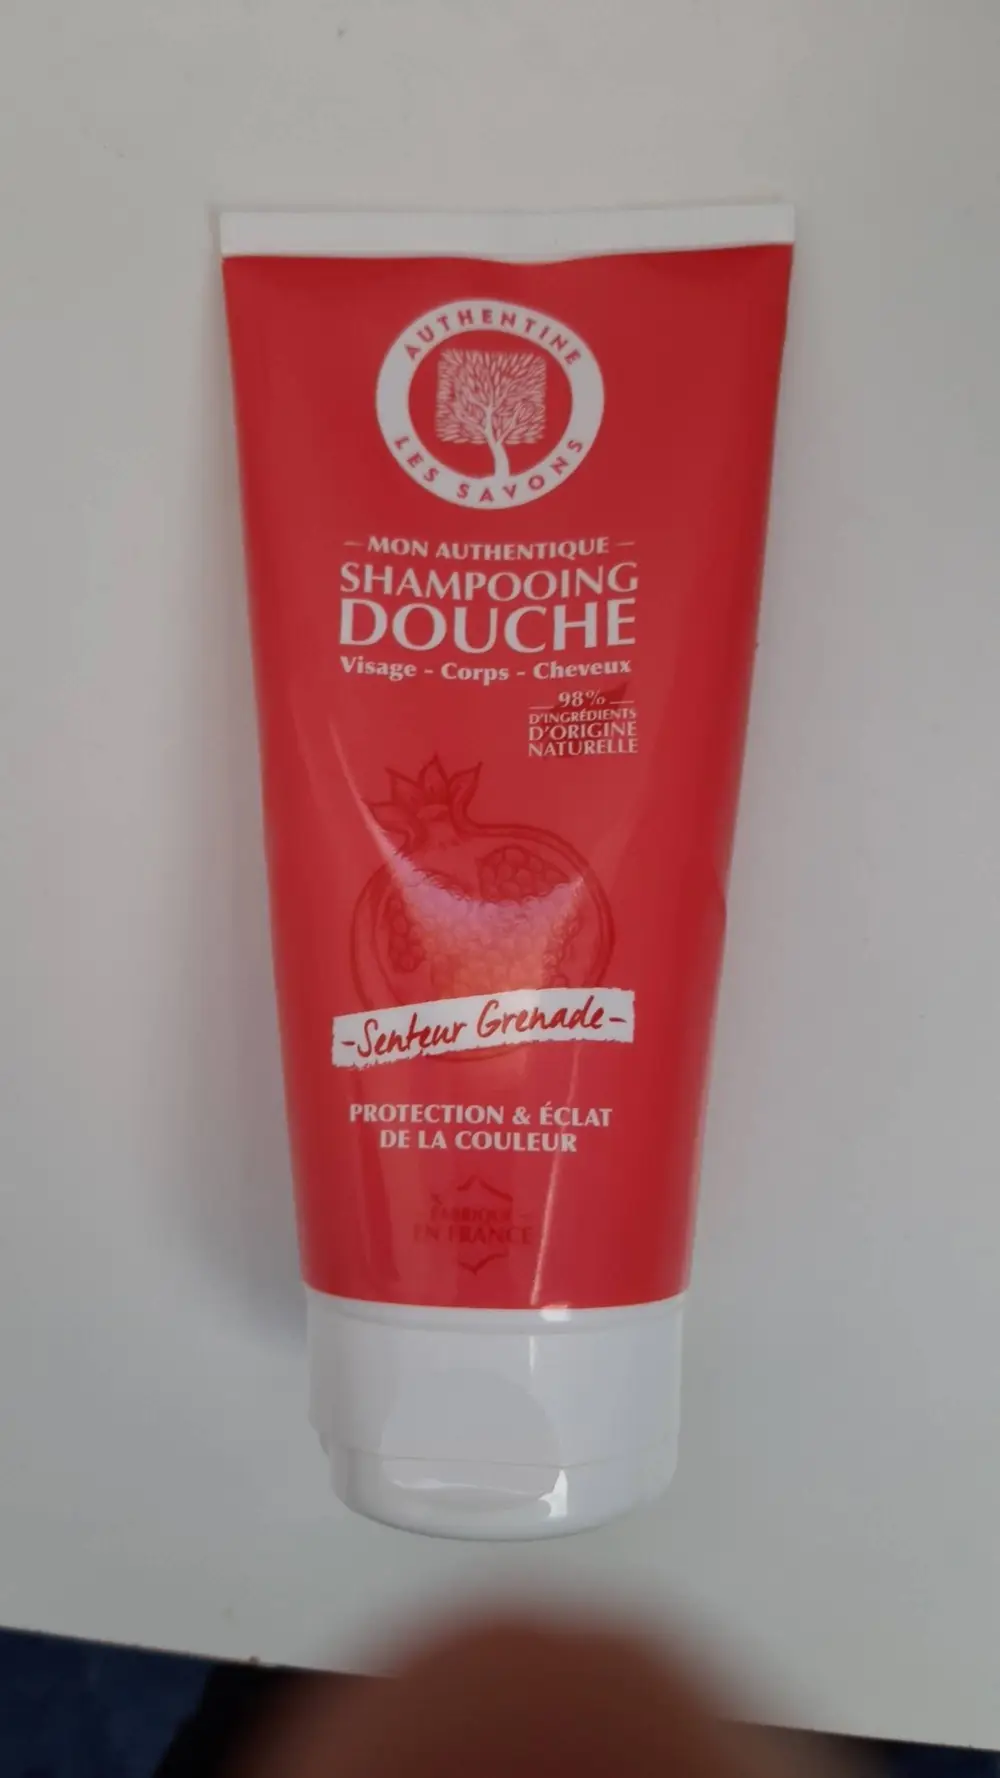 AUTHENTINE
LES SAVONS
— MON AUTHENTIQUE —
SHAMPOOING
DOUCHE
Visage - Corps - Cheveux
98%
D'INGRÉDIENTS
D'ORIGINE
NATURELLE
-Senteur Grenade-
PROTECTION & ÉCLAT
DE LA COULEUR
FABRIQUÉ
EN FRANCE